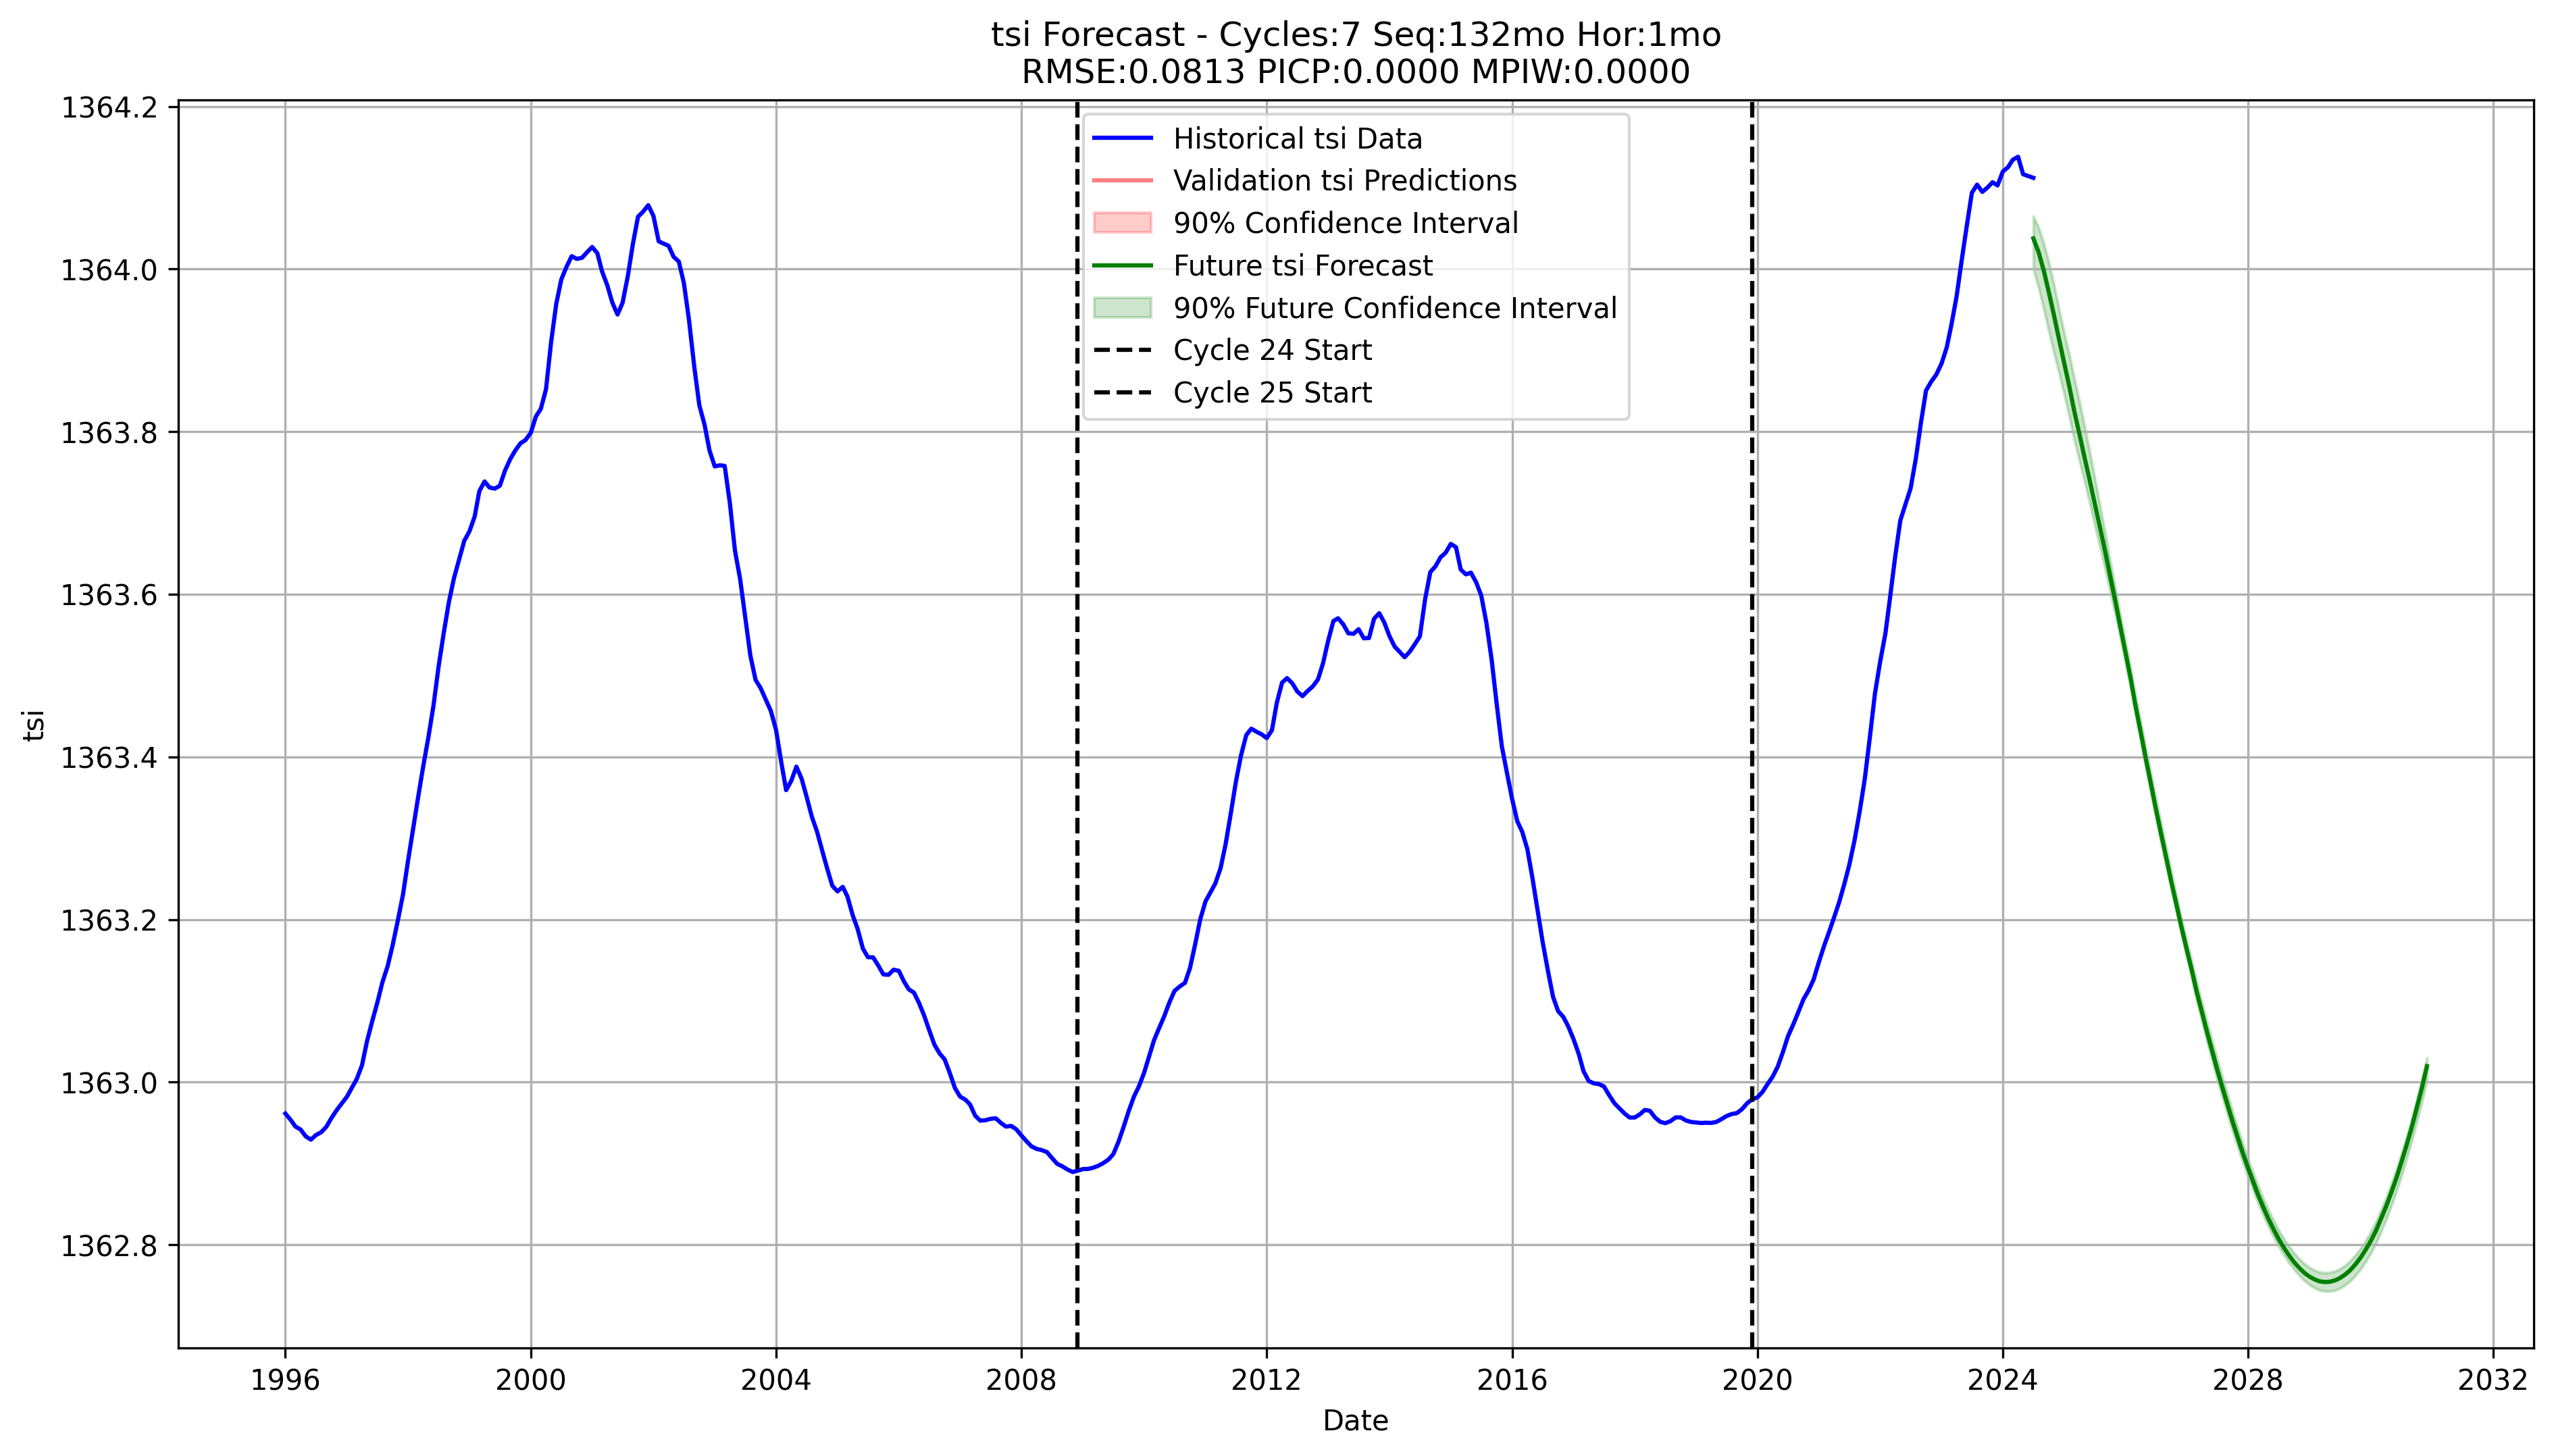 tsi Forecast - Cycles:7 Seq:132mo Hor:1mo
RMSE:0.0813 PICP:0.0000 MPIW:0.0000
1364.2
1364.0
1363.8
1363.6
1363.4
1363.2
1363.0
1362.8
tsi
Historical tsi Data
Validation tsi Predictions
90% Confidence Interval
Future tsi Forecast
90% Future Confidence Interval
Cycle 24 Start
Cycle 25 Start
1996 2000 2004 2008 2012 2016 2020 2024 2028 2032
Date